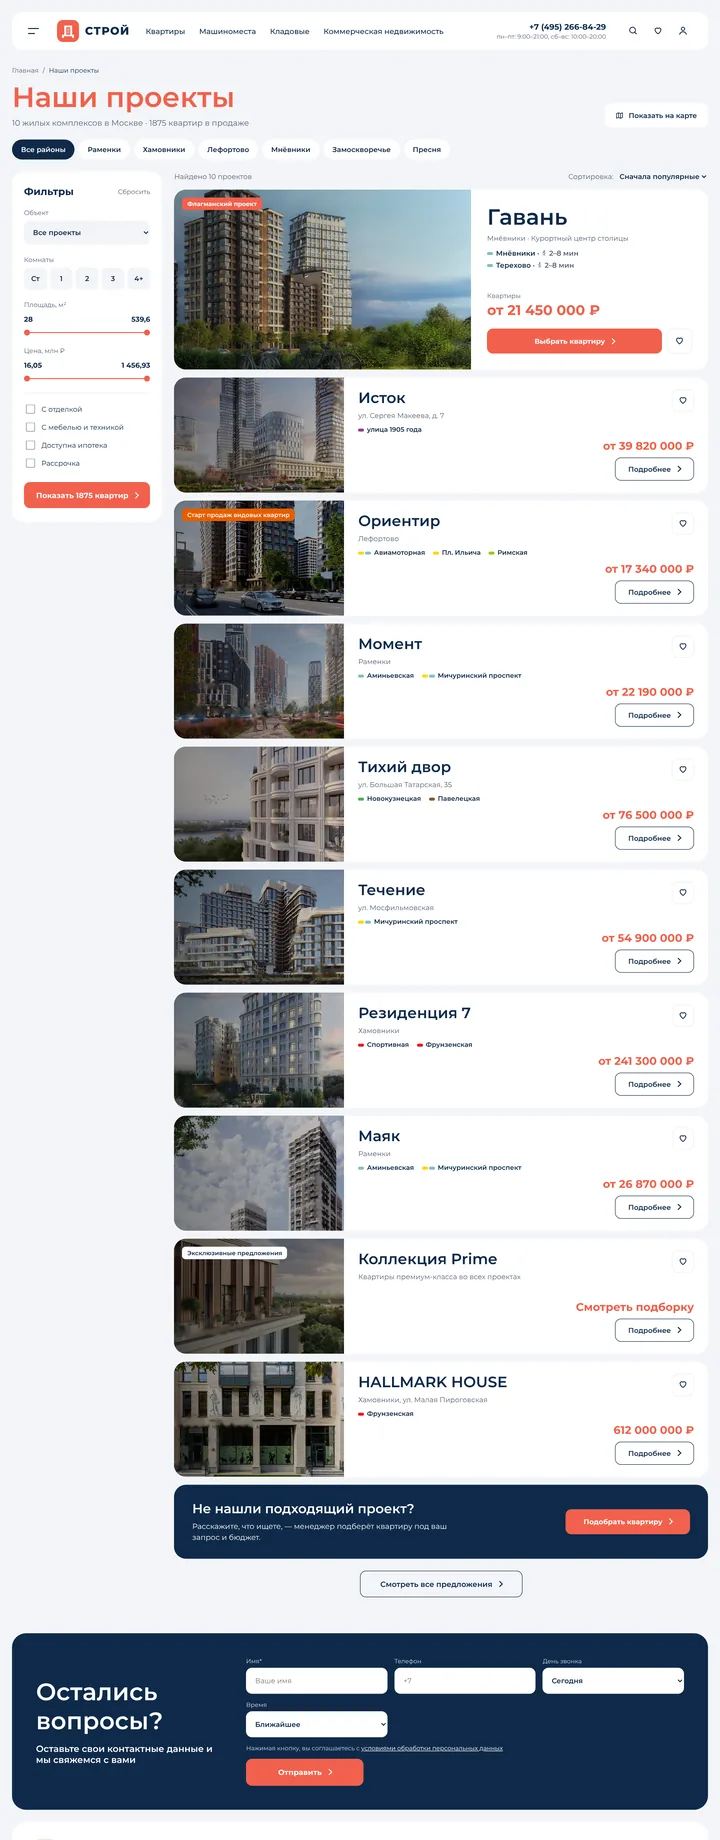 Д СТРОЙ
Квартиры Машиноместа Кладовые Коммерческая недвижимость
+7 (495) 266-84-29
пн-пт: 9:00–21:00, сб-вс: 10:00–20:00
Главная / Наши проекты
Наши проекты
10 жилых комплексов в Москве · 1875 квартир в продаже
Показать на карте
Все районы Раменки Хамовники Лефортово Мнёвники Замоскворечье Пресня
Фильтры Сбросить
Объект
Все проекты
Комнаты
Ст 1 2 3 4+
Площадь, м²
28 539,6
Цена, млн ₽
16,05 1 456,93
С отделкой
С мебелью и техникой
Доступна ипотека
Рассрочка
Показать 1875 квартир
Найдено 10 проектов
Сортировка: Сначала популярные
Флагманский проект
Гавань
Мнёвники · Курортный центр столицы
Мнёвники · 2–8 мин
Терехово · 2–8 мин
Квартиры
от 21 450 000 ₽
Выбрать квартиру
Исток
ул. Сергея Макеева, д. 7
улица 1905 года
от 39 820 000 ₽
Подробнее
Старт продаж видовых квартир
Ориентир
Лефортово
Авиамоторная Пл. Ильича Римская
от 17 340 000 ₽
Подробнее
Момент
Раменки
Аминьевская Мичуринский проспект
от 22 190 000 ₽
Подробнее
Тихий двор
ул. Большая Татарская, 35
Новокузнецкая Павелецкая
от 76 500 000 ₽
Подробнее
Течение
ул. Мосфильмовская
Мичуринский проспект
от 54 900 000 ₽
Подробнее
Резиденция 7
Хамовники
Спортивная Фрунзенская
от 241 300 000 ₽
Подробнее
Маяк
Раменки
Аминьевская Мичуринский проспект
от 26 870 000 ₽
Подробнее
Эксклюзивные предложения
Коллекция Prime
Квартиры премиум-класса во всех проектах
Смотреть подборку
Подробнее
HALLMARK HOUSE
Хамовники, ул. Малая Пироговская
Фрунзенская
612 000 000 ₽
Подробнее
Не нашли подходящий проект?
Расскажите, что ищете, — менеджер подберёт квартиру под ваш
запрос и бюджет.
Подобрать квартиру
Смотреть все предложения
Остались
вопросы?
Оставьте свои контактные данные и
мы свяжемся с вами
Имя* Телефон День звонка
Ваше имя +7 Сегодня
Время
Ближайшее
Нажимая кнопку, вы соглашаетесь с условиями обработки персональных данных
Отправить